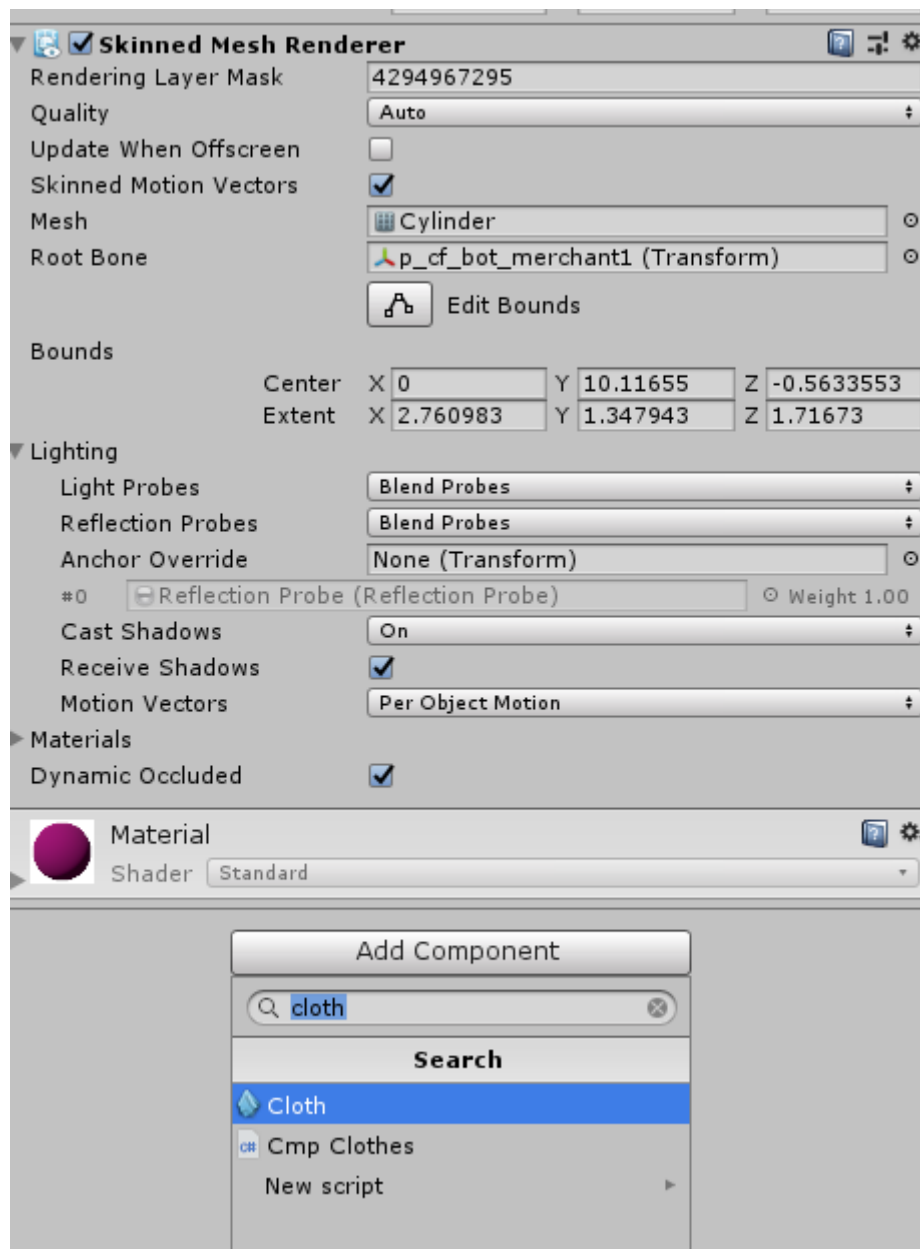 Skinned Mesh Renderer
Rendering Layer Mask 4294967295
Quality Auto
Update When Offscreen
Skinned Motion Vectors
Mesh Cylinder
Root Bone p_cf_bot_merchant1 (Transform)
Edit Bounds
Bounds
Center X 0 Y 10.11655 Z -0.5633553
Extent X 2.760983 Y 1.347943 Z 1.71673
Lighting
Light Probes Blend Probes
Reflection Probes Blend Probes
Anchor Override None (Transform)
#0 Reflection Probe (Reflection Probe) Weight 1.00
Cast Shadows On
Receive Shadows
Motion Vectors Per Object Motion
Materials
Dynamic Occluded
Material
Shader Standard
Add Component
cloth
Search
Cloth
c# Cmp Clothes
New script